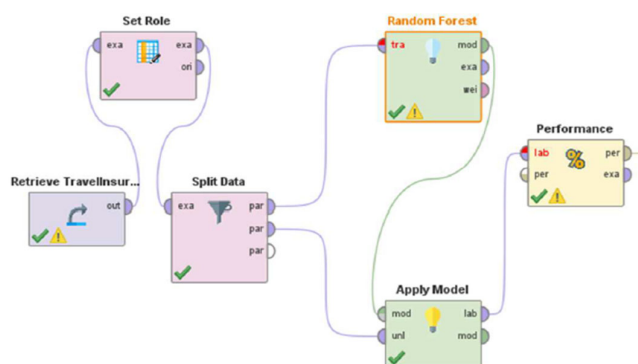 Set Role
exa exa
ori
Retrieve TravelInsur...
out
Split Data
exa par
par
par
Random Forest
tra mod
exa
wei
Apply Model
mod lab
unl mod
Performance
% 
lab per
per exa